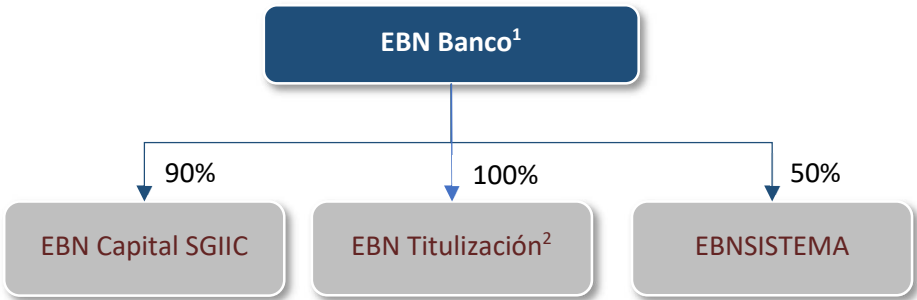 EBN Banco¹
90%
100%
50%
EBN Capital SGIIC
EBN Titulización²
EBNSISTEMA